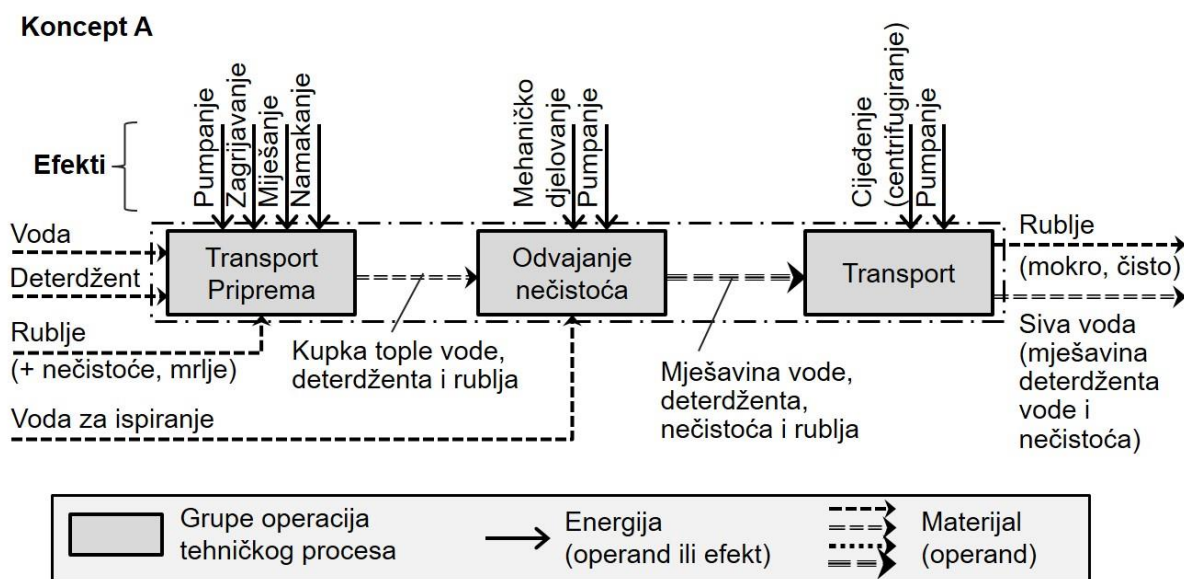 Koncept A
Efekti
Pumpanje
Zagrijavanje
Miješanje
Namakanje
Mehaničko
djelovanje
Pumpanje
Cijeđenje
(centrifugiranje)
Pumpanje
Voda
Deterdžent
Rublje
(+ nečistoće, mrlje)
Voda za ispiranje
Transport
Priprema
Kupka tople vode,
deterdženta i rublja
Odvajanje
nečistoća
Mješavina vode,
deterdženta,
nečistoća i rublja
Transport
Rublje
(mokro, čisto)
Siva voda
(mješavina
deterdženta
vode i
nečistoća)
Grupe operacija
tehničkog procesa
Energija
(operand ili efekt)
Materijal
(operand)